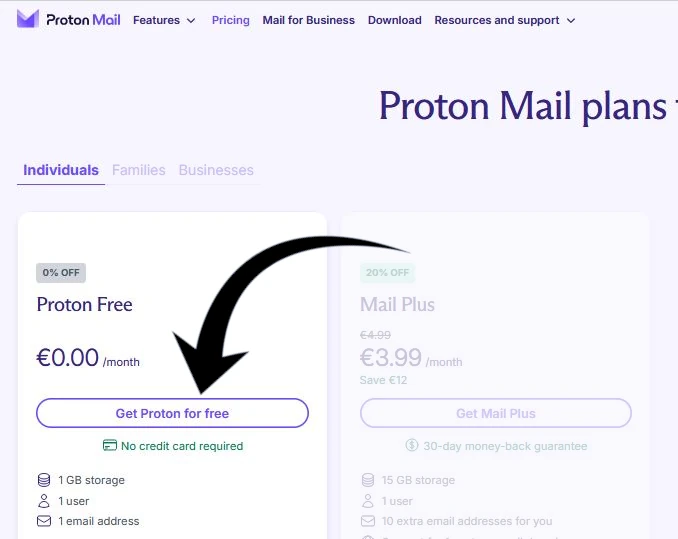 Proton Mail Features Pricing Mail for Business Download Resources and support
Proton Mail plans
Individuals Families Businesses
0% OFF
Proton Free
€0.00 /month
Get Proton for free
No credit card required
1 GB storage
1 user
1 email address
20% OFF
Mail Plus
€4.99
€3.99 /month
Save €12
Get Mail Plus
30-day money-back guarantee
15 GB storage
1 user
10 extra email addresses for you